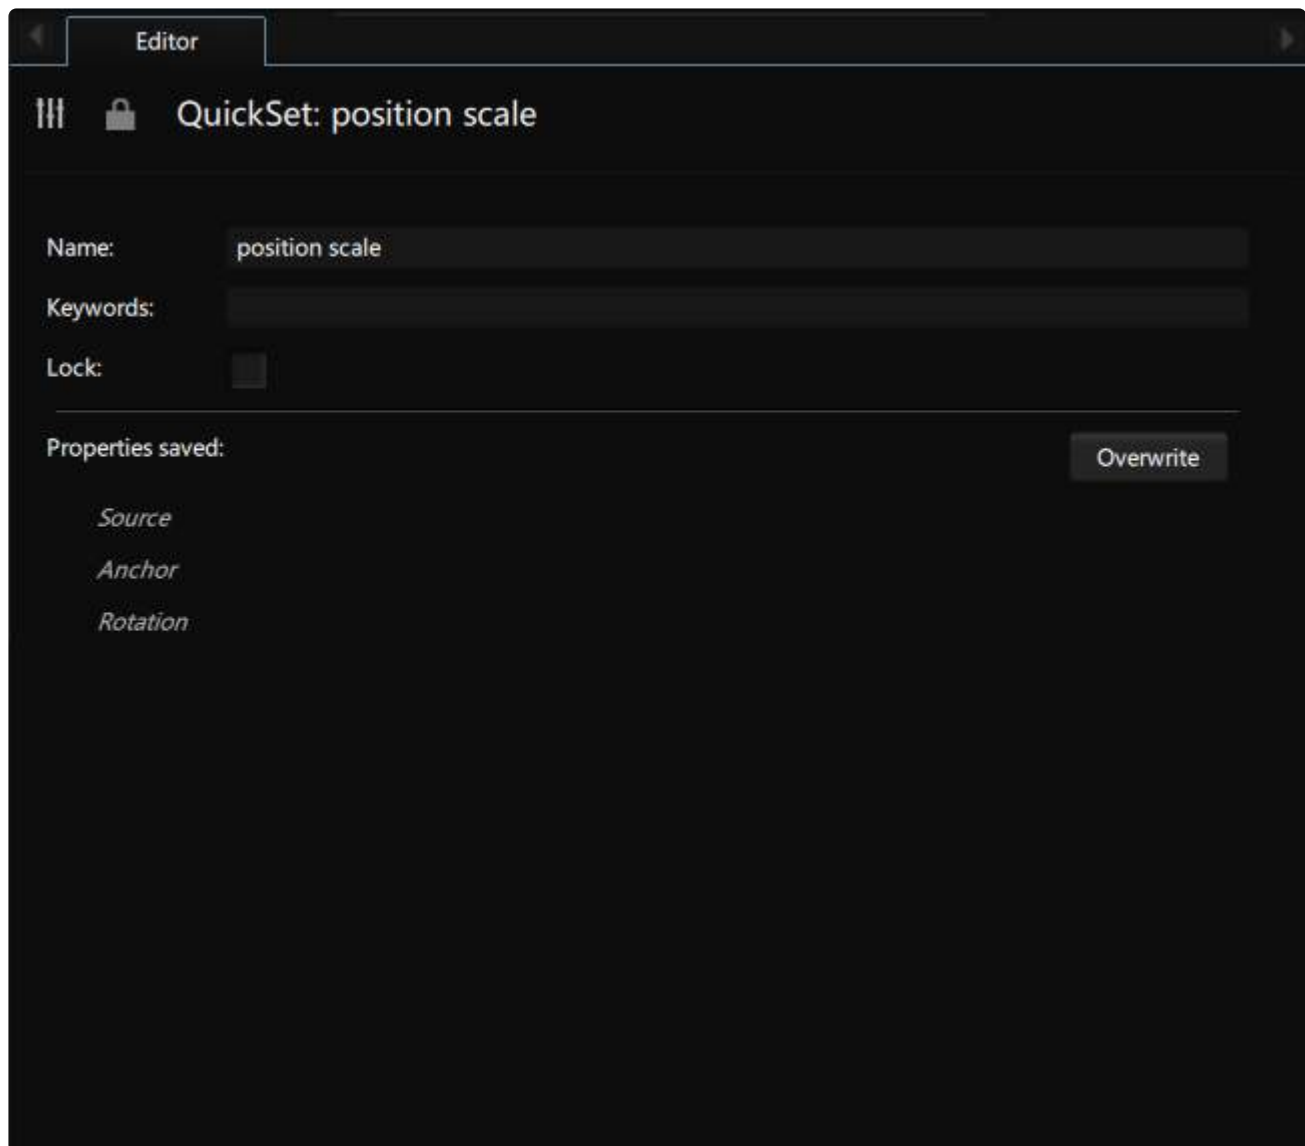 Editor
QuickSet: position scale
Name: position scale
Keywords:
Lock:
Properties saved: Overwrite
Source
Anchor
Rotation